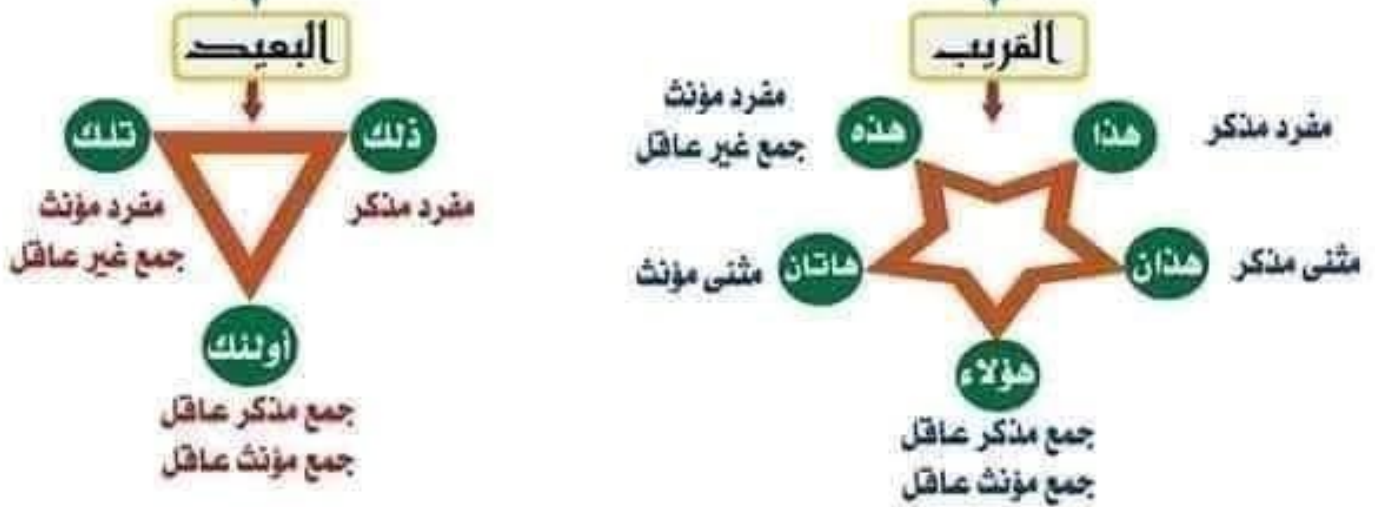 القريب
هذا
مفرد مذكر
هذه
مفرد مؤنث
جمع غير عاقل
هذان
مثنى مذكر
هاتان
مثنى مؤنث
هؤلاء
جمع مذكر عاقل
جمع مؤنث عاقل
البعيد
ذلك
مفرد مذكر
تلك
مفرد مؤنث
جمع غير عاقل
أولئك
جمع مذكر عاقل
جمع مؤنث عاقل